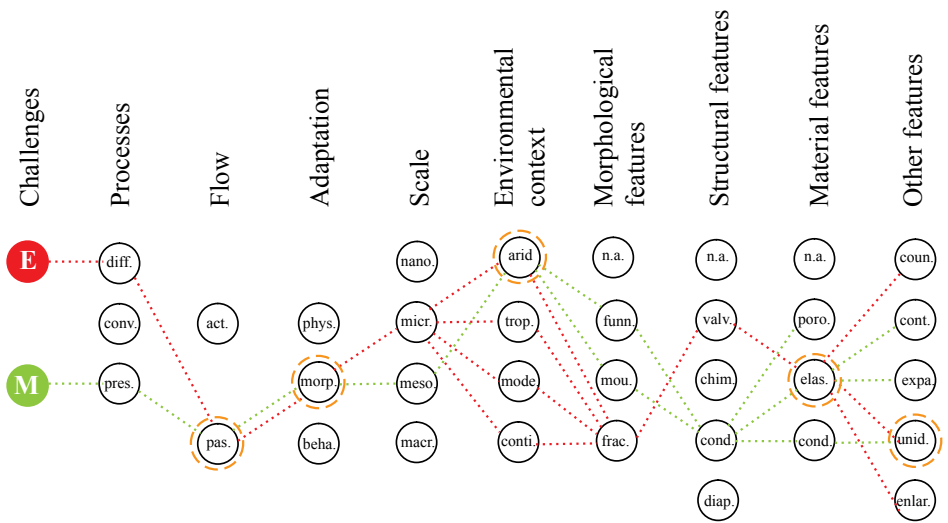 Challenges
Processes
Flow
Adaptation
Scale
Environmental
context
Morphological
features
Structural features
Material features
Other features
E
diff.
nano.
arid
n.a.
n.a.
n.a.
coun.
conv.
act.
phys.
micr.
trop.
funn.
valv.
poro.
cont.
M
pres.
morp.
meso.
mode.
mou.
chim.
elas.
expa.
pas.
beha.
macr.
conti.
frac.
cond.
cond.
unid.
diap.
enlar.